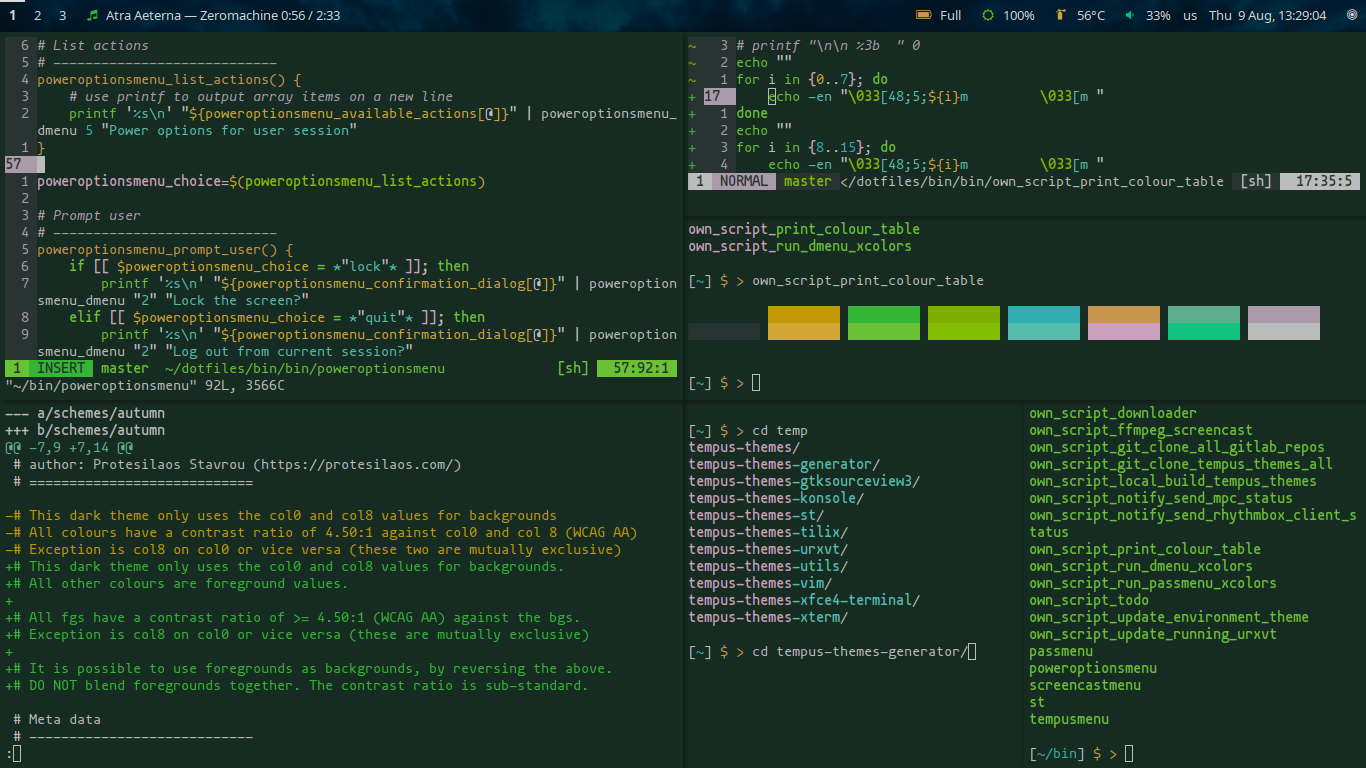 1 2 3 Atra Aeterna — Zeromachine 0:56 / 2:33 Full 100% 56°C 33% us Thu 9 Aug, 13:29:04
6 # List actions
5 # ----------------------------
4 poweroptionsmenu_list_actions() {
3     # use printf to output array items on a new line
2     printf '%s\n' "${poweroptionsmenu_available_actions[@]}" | poweroptionsmenu_
dmenu 5 "Power options for user session"
1 }
57
1 poweroptionsmenu_choice=$(poweroptionsmenu_list_actions)
2
3 # Prompt user
4 # ----------------------------
5 poweroptionsmenu_prompt_user() {
6     if [[ $poweroptionsmenu_choice = *"lock"* ]]; then
7         printf '%s\n' "${poweroptionsmenu_confirmation_dialog[@]}" | poweroption
smenu_dmenu "2" "Lock the screen?"
8     elif [[ $poweroptionsmenu_choice = *"quit"* ]]; then
9         printf '%s\n' "${poweroptionsmenu_confirmation_dialog[@]}" | poweroption
smenu_dmenu "2" "Log out from current session?"
1 INSERT master ~/dotfiles/bin/bin/poweroptionsmenu [sh] 57:92:1
"~/bin/poweroptionsmenu" 92L, 3566C
~ 3 # printf "\n\n %3b  " 0
~ 2 echo ""
~ 1 for i in {0..7}; do
+ 17     echo -en "\033[48;5;${i}m         \033[m "
+ 1 done
+ 2 echo ""
+ 3 for i in {8..15}; do
+ 4     echo -en "\033[48;5;${i}m         \033[m "
1 NORMAL master </dotfiles/bin/bin/own_script_print_colour_table [sh] 17:35:5
own_script_print_colour_table
own_script_run_dmenu_xcolors
[~] $ > own_script_print_colour_table
[~] $ >
--- a/schemes/autumn
+++ b/schemes/autumn
@@ -7,9 +7,14 @@
 # author: Protesilaos Stavrou (https://protesilaos.com/)
 # ============================
-# This dark theme only uses the col0 and col8 values for backgrounds
-# All colours have a contrast ratio of 4.50:1 against col0 and col 8 (WCAG AA)
-# Exception is col8 on col0 or vice versa (these two are mutually exclusive)
+# This dark theme only uses the col0 and col8 values for backgrounds.
+# All other colours are foreground values.
+
+# All fgs have a contrast ratio of >= 4.50:1 (WCAG AA) against the bgs.
+# Exception is col8 on col0 or vice versa (these are mutually exclusive)
+
+# It is possible to use foregrounds as backgrounds, by reversing the above.
+# DO NOT blend foregrounds together. The contrast ratio is sub-standard.
 # Meta data
 # ----------------------------
:
[~] $ > cd temp
tempus-themes/
tempus-themes-generator/
tempus-themes-gtksourceview3/
tempus-themes-konsole/
tempus-themes-st/
tempus-themes-tilix/
tempus-themes-urxvt/
tempus-themes-utils/
tempus-themes-vim/
tempus-themes-xfce4-terminal/
tempus-themes-xterm/
[~] $ > cd tempus-themes-generator/
own_script_downloader
own_script_ffmpeg_screencast
own_script_git_clone_all_gitlab_repos
own_script_git_clone_tempus_themes_all
own_script_local_build_tempus_themes
own_script_notify_send_mpc_status
own_script_notify_send_rhythmbox_client_s
tatus
own_script_print_colour_table
own_script_run_dmenu_xcolors
own_script_run_passmenu_xcolors
own_script_todo
own_script_update_environment_theme
own_script_update_running_urxvt
passmenu
poweroptionsmenu
screencastmenu
st
tempusmenu
[~/bin] $ >